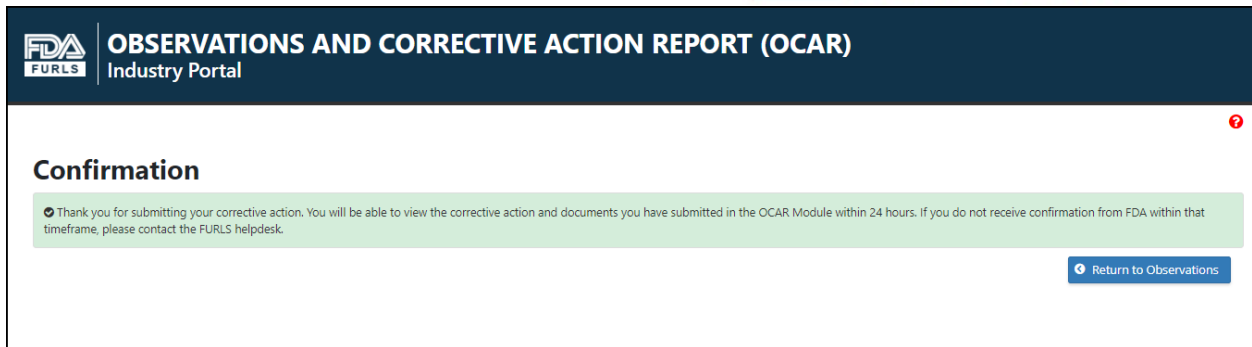 FDA
FURLS
OBSERVATIONS AND CORRECTIVE ACTION REPORT (OCAR)
Industry Portal
Confirmation
Thank you for submitting your corrective action. You will be able to view the corrective action and documents you have submitted in the OCAR Module within 24 hours. If you do not receive confirmation from FDA within that
timeframe, please contact the FURLS helpdesk.
Return to Observations